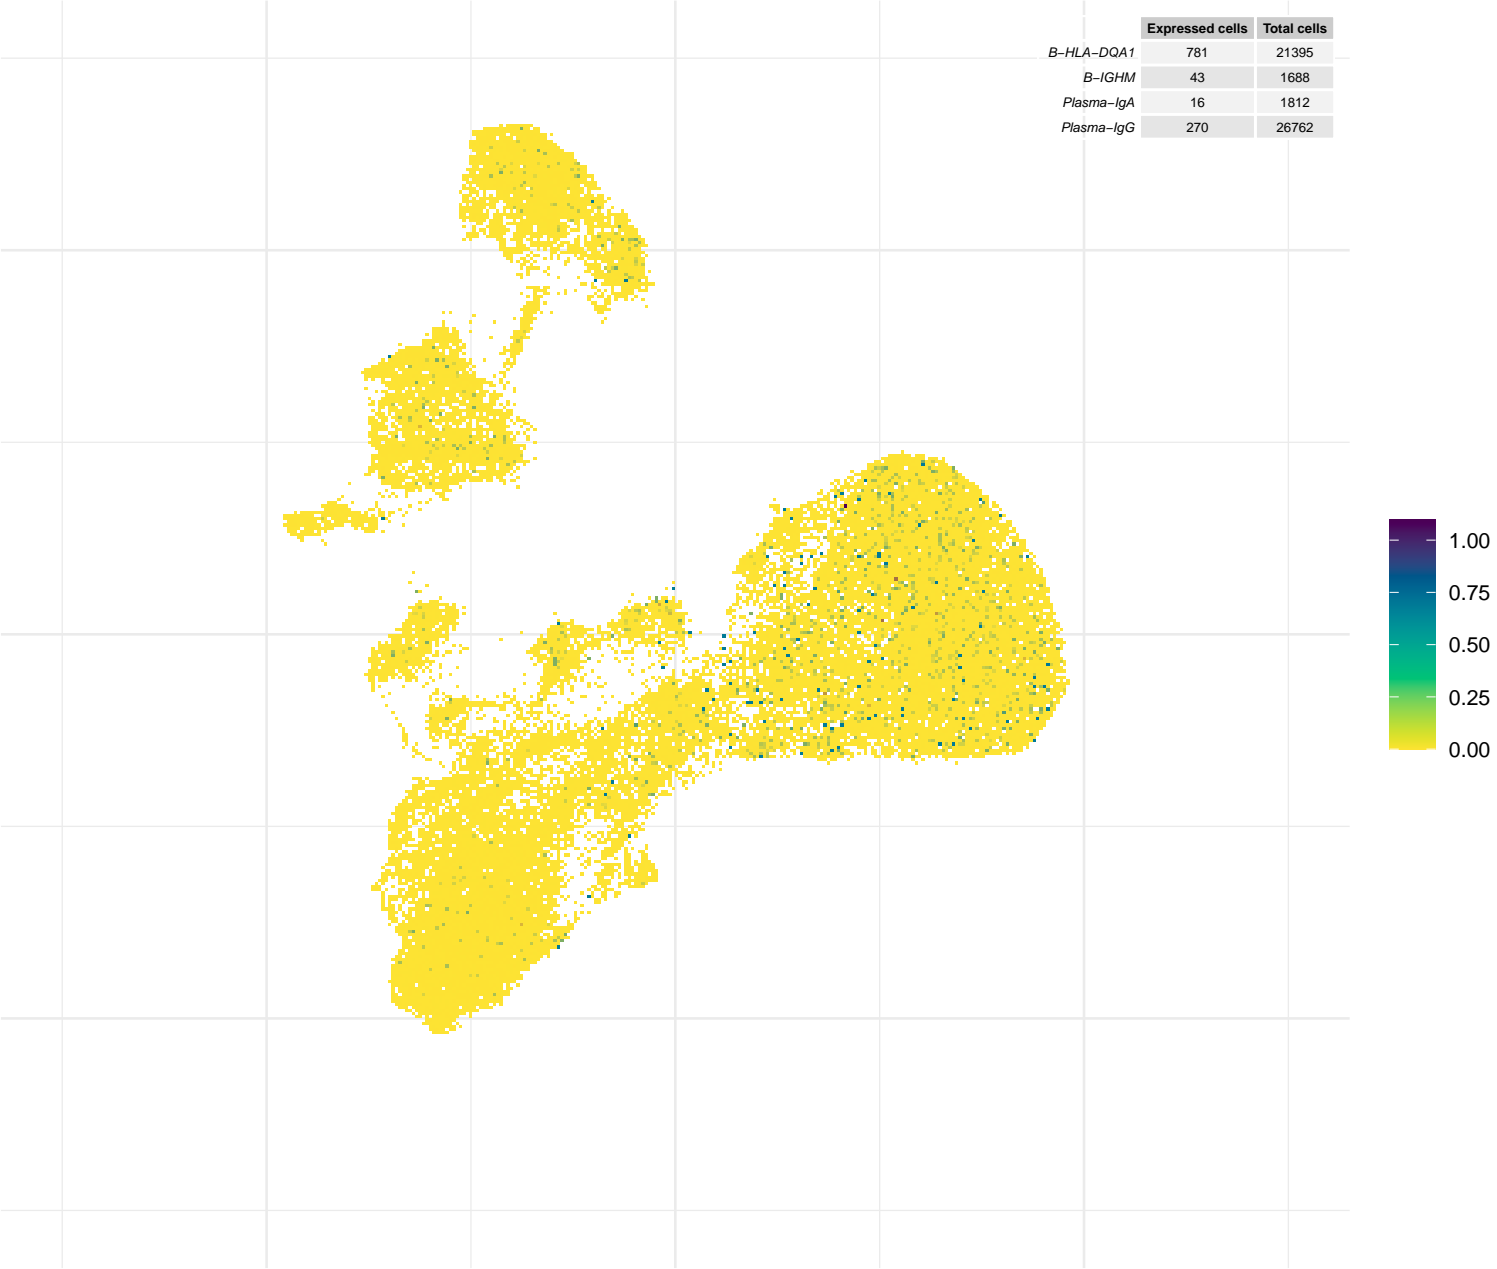 Expressed cells Total cells
B−HLA−DQA1 781 21395
B−IGHM 43 1688
Plasma−IgA 16 1812
Plasma−IgG 270 26762
1.00
0.75
0.50
0.25
0.00